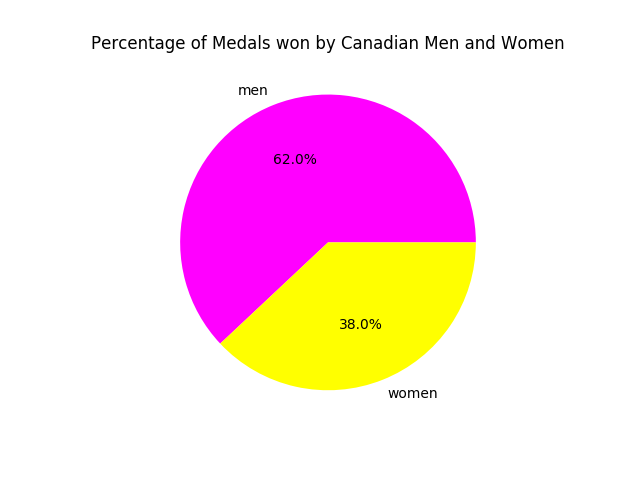 Percentage of Medals won by Canadian Men and Women
men
62.0%
38.0%
women